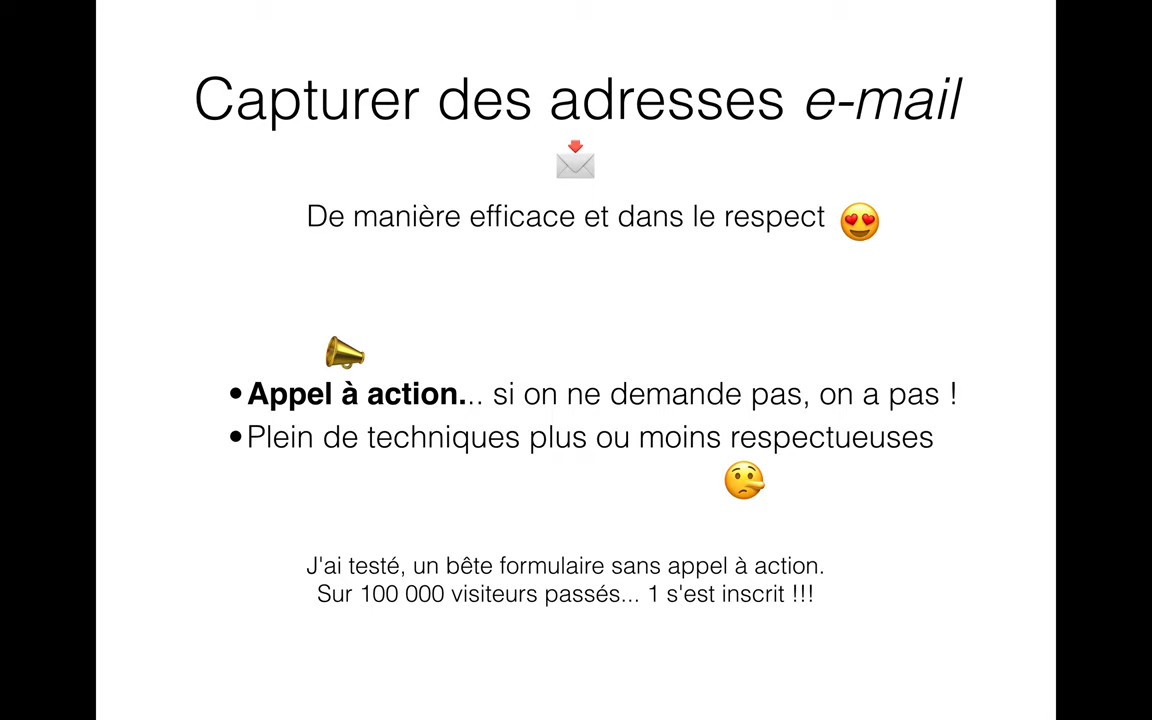 Capturer des adresses e-mail
De manière efficace et dans le respect
•Appel à action... si on ne demande pas, on a pas !
•Plein de techniques plus ou moins respectueuses
J'ai testé, un bête formulaire sans appel à action.
Sur 100 000 visiteurs passés... 1 s'est inscrit !!!